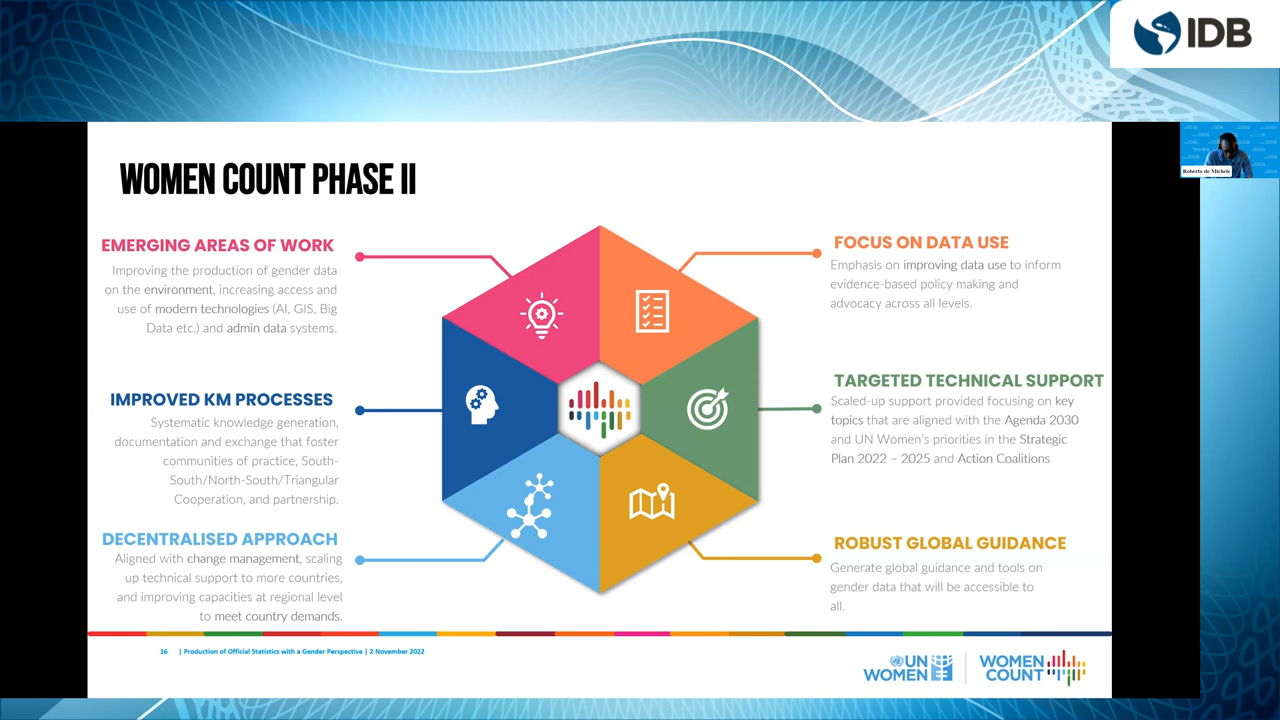 IDB
Roberto de Michele
WOMEN COUNT PHASE II
EMERGING AREAS OF WORK
Improving the production of gender data
on the environment, increasing access and
use of modern technologies (AI, GIS, Big
Data etc.) and admin data systems.
IMPROVED KM PROCESSES
Systematic knowledge generation,
documentation and exchange that foster
communities of practice, South-
South/North-South/Triangular
Cooperation, and partnership.
DECENTRALISED APPROACH
Aligned with change management, scaling
up technical support to more countries,
and improving capacities at regional level
to meet country demands.
FOCUS ON DATA USE
Emphasis on improving data use to inform
evidence-based policy making and
advocacy across all levels.
TARGETED TECHNICAL SUPPORT
Scaled-up support provided focusing on key
topics that are aligned with the Agenda 2030
and UN Women's priorities in the Strategic
Plan 2022 – 2025 and Action Coalitions
ROBUST GLOBAL GUIDANCE
Generate global guidance and tools on
gender data that will be accessible to
all.
16 | Production of Official Statistics with a Gender Perspective | 2 November 2022
UN
WOMEN
WOMEN
COUNT